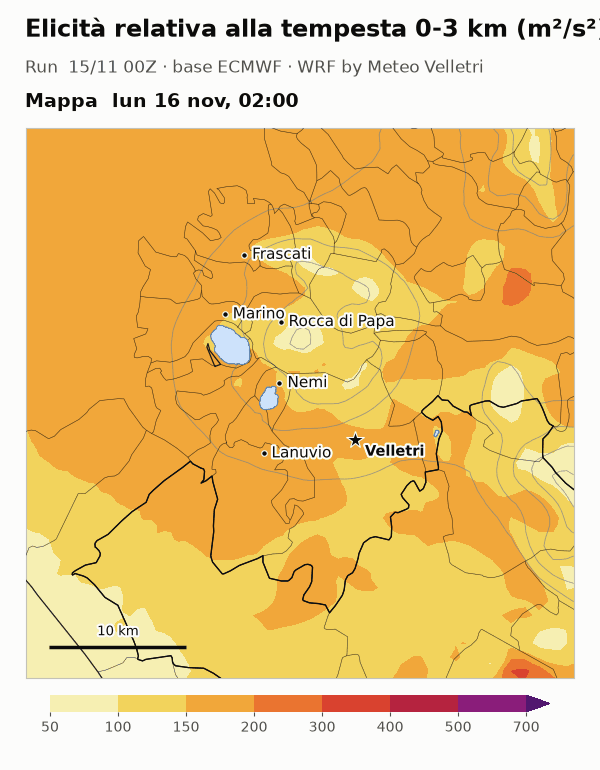 Elicità relativa alla tempesta 0-3 km (m²/s²)
Run 15/11 00Z · base ECMWF · WRF by Meteo Velletri
Mappa lun 16 nov, 02:00
Frascati
Marino
Rocca di Papa
Nemi
Velletri
Lanuvio
10 km
50 100 150 200 300 400 500 700